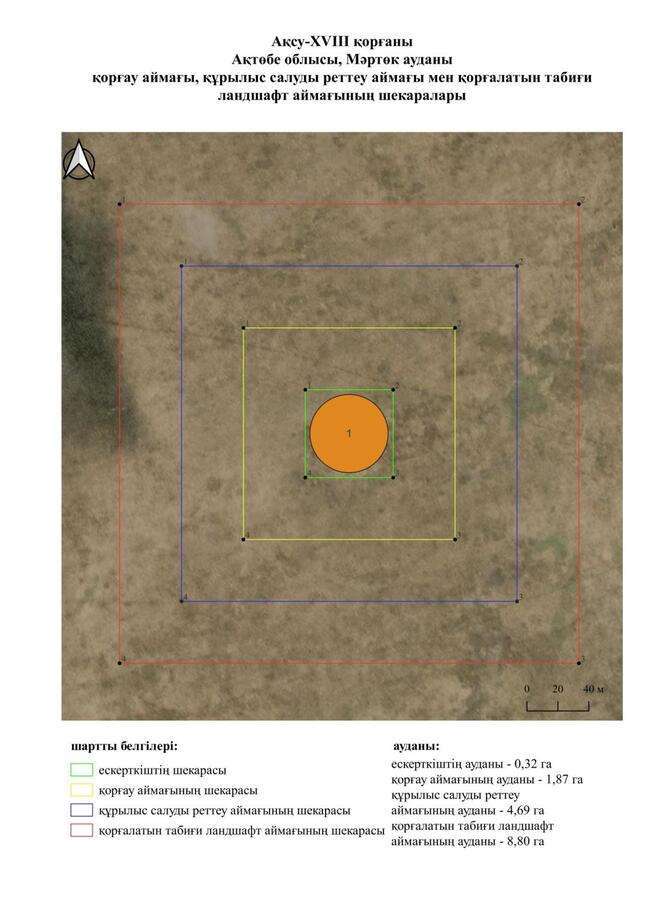 Ақсу-XVIII қорғаны
Ақтөбе облысы, Мәртөк ауданы
қорғау аймағы, құрылыс салуды реттеу аймағы мен қорғалатын табиғи
ландшафт аймағының шекаралары
1 2
1 2
1 2
1 2
1
4 3
4 3
4 3
4 3
0 20 40 м
шартты белгілері:
ескерткіштің шекарасы
қорғау аймағының шекарасы
құрылыс салуды реттеу аймағының шекарасы
қорғалатын табиғи ландшафт аймағының шекарасы
ауданы:
ескерткіштің ауданы - 0,32 га
қорғау аймағының ауданы - 1,87 га
құрылыс салуды реттеу
аймағының ауданы - 4,69 га
қорғалатын табиғи ландшафт
аймағының ауданы - 8,80 га